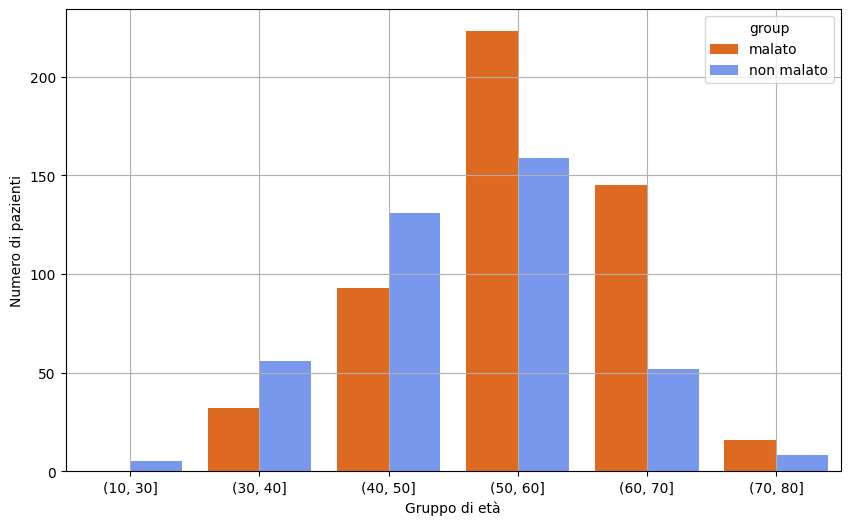 group
malato
non malato
200
150
100
50
0
Numero di pazienti
(10, 30]
(30, 40]
(40, 50]
(50, 60]
(60, 70]
(70, 80]
Gruppo di età